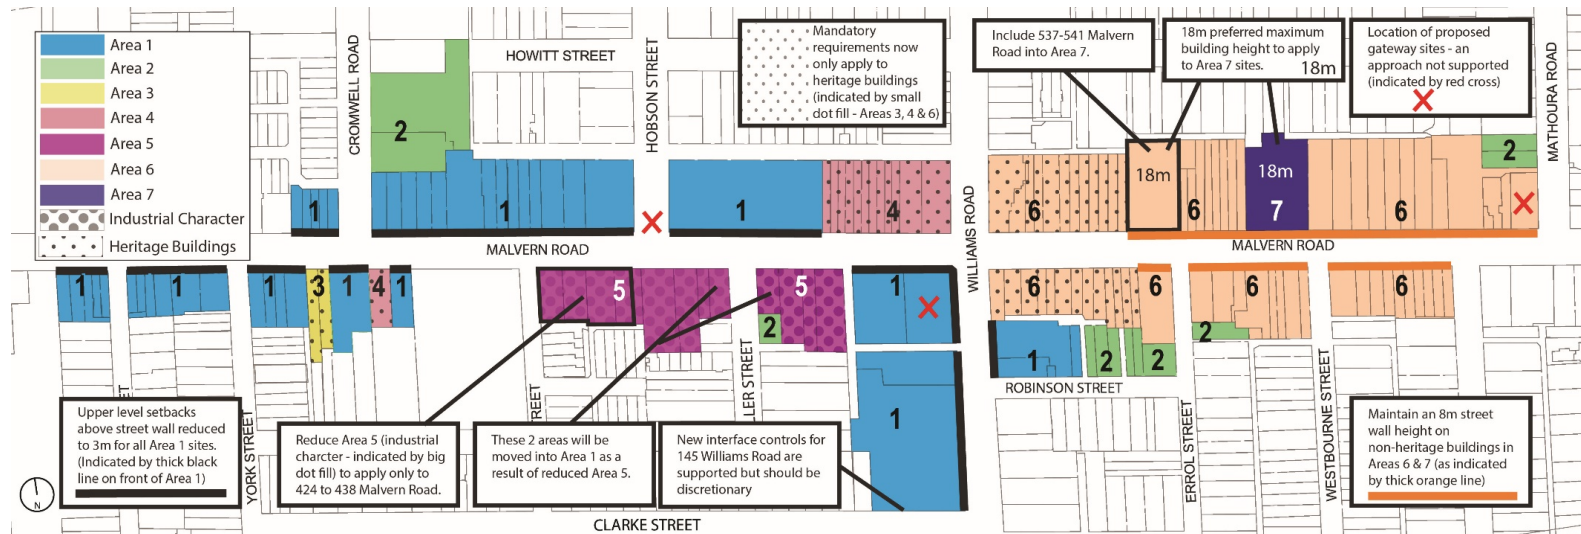 Area 1
Area 2
Area 3
Area 4
Area 5
Area 6
Area 7
Industrial Character
Heritage Buildings
CROMWELL ROAD
HOWITT STREET
HOBSON STREET
Mandatory
requirements now
only apply to
heritage buildings
(indicated by small
dot fill - Areas 3, 4 & 6)
Include 537-541 Malvern
Road into Area 7.
18m preferred maximum
building height to apply
to Area 7 sites.
18m
Location of proposed
gateway sites - an
approach not supported
(indicated by red cross)
MATHOURA ROAD
2
1
1
1
4
WILLIAMS ROAD
6
18m
6
18m
7
6
2
MALVERN ROAD
MALVERN ROAD
1
1
1
3
1
4
1
5
5
2
1
6
6
6
6
1
2
2
2
1
ROBINSON STREET
ET
YORK STREET
REET
LLER STREET
ERROL STREET
WESTBOURNE STREET
Upper level setbacks
above street wall reduced
to 3m for all Area 1 sites.
(Indicated by thick black
line on front of Area 1)
Reduce Area 5 (industrial
charcter - indicated by big
dot fill) to apply only to
424 to 438 Malvern Road.
These 2 areas will be
moved into Area 1 as a
result of reduced Area 5.
New interface controls for
145 Williams Road are
supported but should be
discretionary
Maintain an 8m street
wall height on
non-heritage buildings in
Areas 6 & 7 (as indicated
by thick orange line)
N
CLARKE STREET